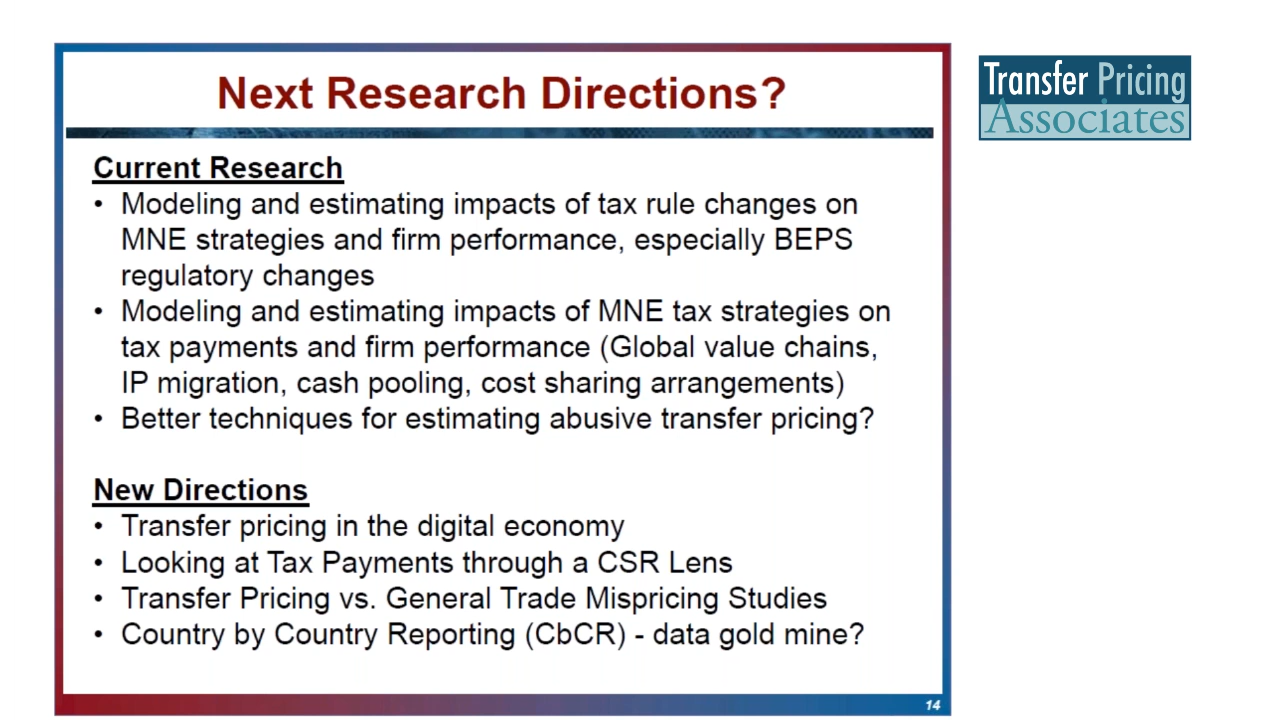 Next Research Directions?
Transfer Pricing
Associates
Current Research
• Modeling and estimating impacts of tax rule changes on
MNE strategies and firm performance, especially BEPS
regulatory changes
• Modeling and estimating impacts of MNE tax strategies on
tax payments and firm performance (Global value chains,
IP migration, cash pooling, cost sharing arrangements)
• Better techniques for estimating abusive transfer pricing?
New Directions
• Transfer pricing in the digital economy
• Looking at Tax Payments through a CSR Lens
• Transfer Pricing vs. General Trade Mispricing Studies
• Country by Country Reporting (CbCR) - data gold mine?
14